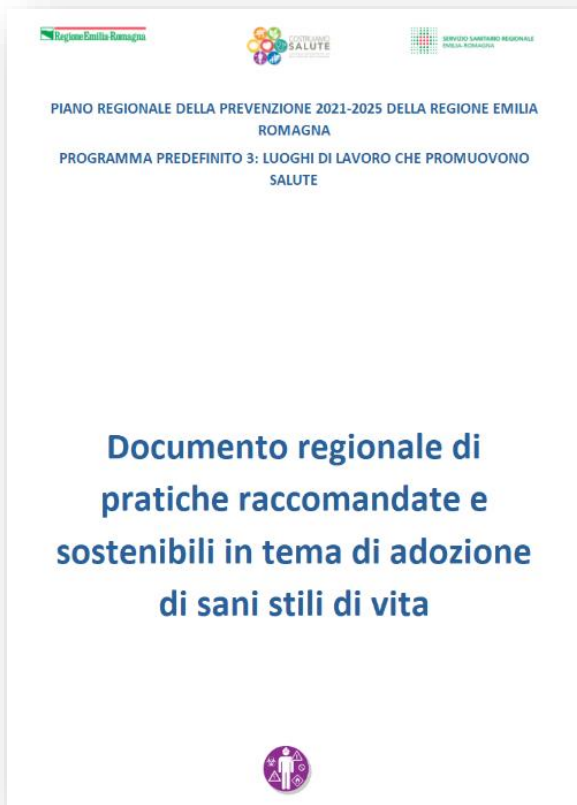 Regione Emilia-Romagna
COSTRUIAMO
SALUTE
SERVIZIO SANITARIO REGIONALE
EMILIA-ROMAGNA
PIANO REGIONALE DELLA PREVENZIONE 2021-2025 DELLA REGIONE EMILIA
ROMAGNA
PROGRAMMA PREDEFINITO 3: LUOGHI DI LAVORO CHE PROMUOVONO
SALUTE
Documento regionale di
pratiche raccomandate e
sostenibili in tema di adozione
di sani stili di vita